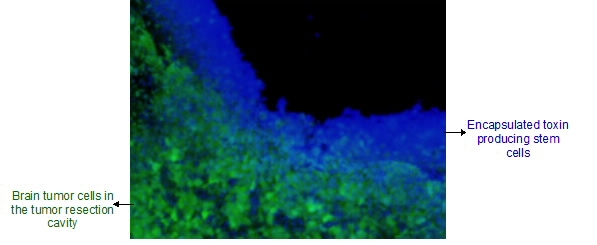 Encapsulated toxin
producing stem
cells
Brain tumor cells in
the tumor resection
cavity